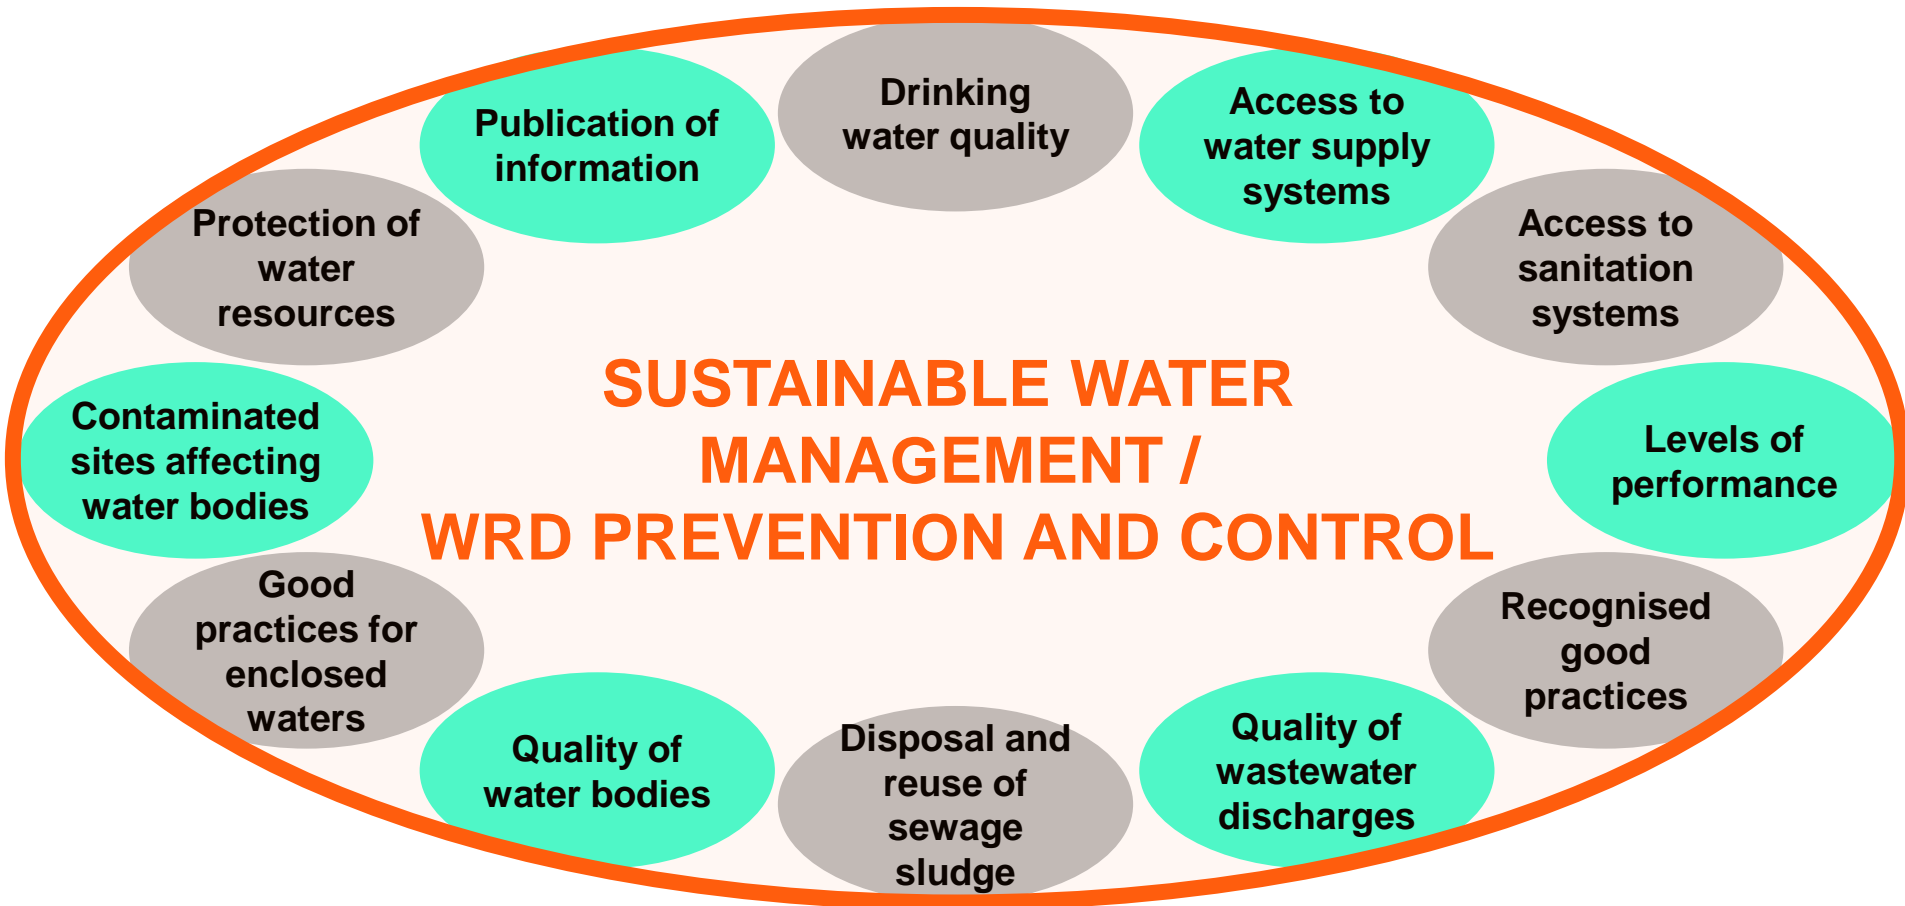 Drinking
water quality
Access to
water supply
systems
Access to
sanitation
systems
Levels of
performance
Recognised
good
practices
Quality of
wastewater
discharges
Disposal and
reuse of
sewage
sludge
Quality of
water bodies
Good
practices for
enclosed
waters
Contaminated
sites affecting
water bodies
Protection of
water
resources
Publication of
information
SUSTAINABLE WATER
MANAGEMENT /
WRD PREVENTION AND CONTROL